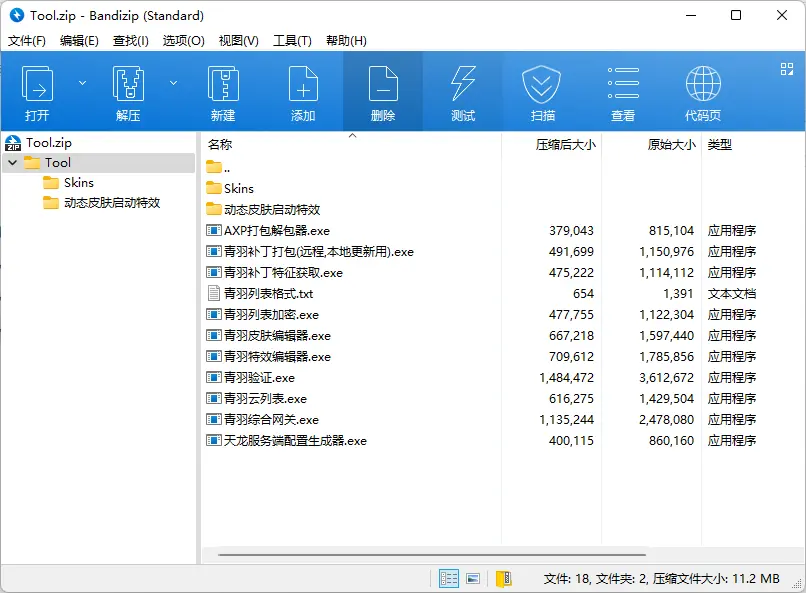 Tool.zip - Bandizip (Standard)
文件(F) 编辑(E) 查找(I) 选项(O) 视图(V) 工具(T) 帮助(H)
打开 解压 新建 添加 删除 测试 扫描 查看 代码页
Tool.zip
Tool
Skins
动态皮肤启动特效
名称 压缩后大小 原始大小 类型
..
Skins
动态皮肤启动特效
AXP打包解包器.exe 379,043 815,104 应用程序
青羽补丁打包(远程,本地更新用).exe 491,699 1,150,976 应用程序
青羽补丁特征获取.exe 475,222 1,114,112 应用程序
青羽列表格式.txt 654 1,391 文本文档
青羽列表加密.exe 477,755 1,122,304 应用程序
青羽皮肤编辑器.exe 667,218 1,597,440 应用程序
青羽特效编辑器.exe 709,612 1,785,856 应用程序
青羽验证.exe 1,484,472 3,612,672 应用程序
青羽云列表.exe 616,275 1,429,504 应用程序
青羽综合网关.exe 1,135,244 2,478,080 应用程序
天龙服务端配置生成器.exe 400,115 860,160 应用程序
文件: 18, 文件夹: 2, 压缩文件大小: 11.2 MB